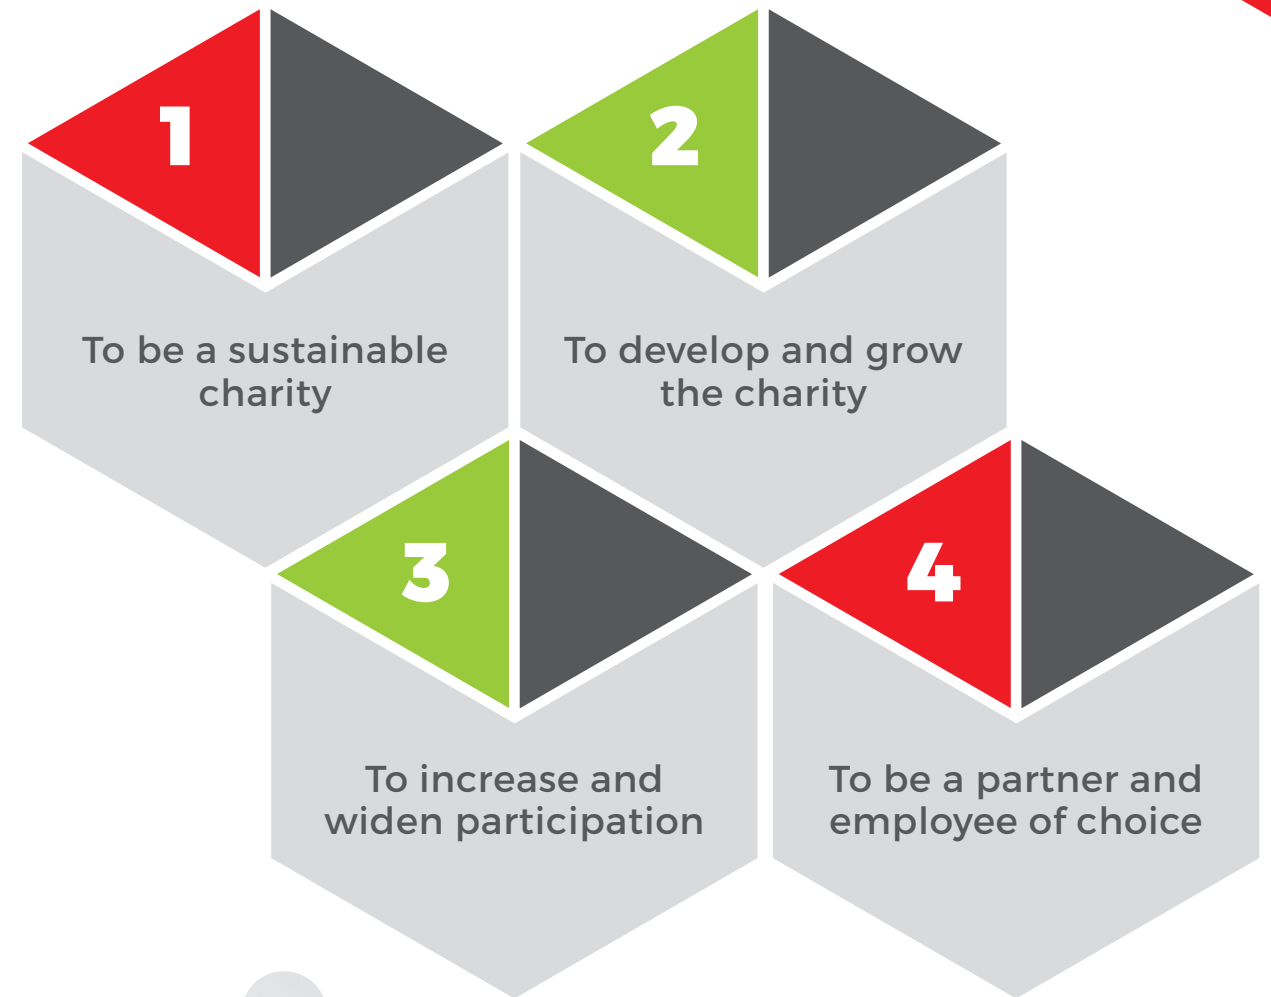 1
To be a sustainable
charity
2
To develop and grow
the charity
3
To increase and
widen participation
4
To be a partner and
employee of choice